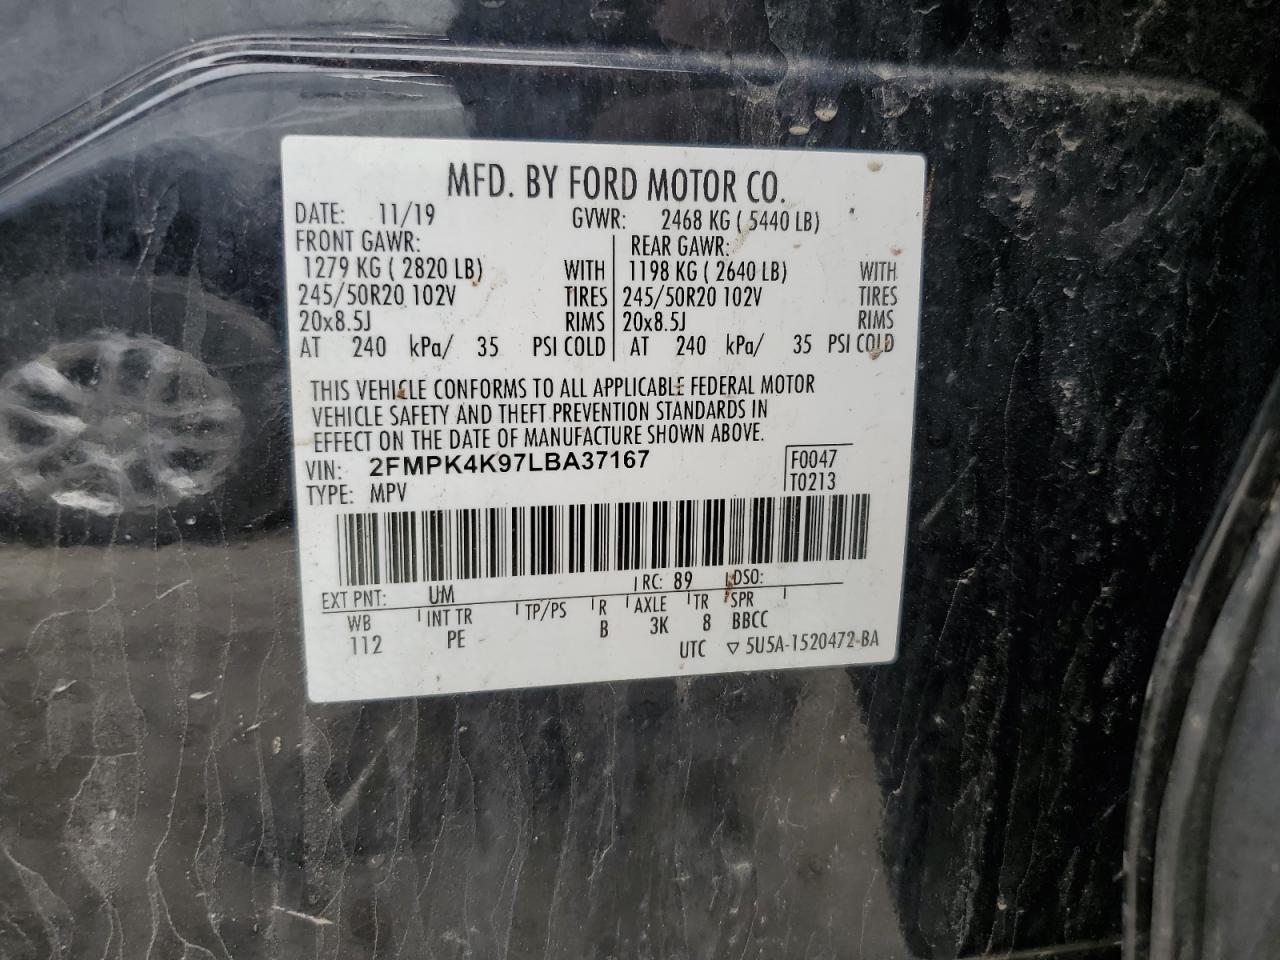 MFD. BY FORD MOTOR CO.
DATE: 11/19 GVWR: 2468 KG ( 5440 LB)
FRONT GAWR: REAR GAWR:
1279 KG ( 2820 LB) WITH 1198 KG ( 2640 LB) WITH
245/50R20 102V TIRES 245/50R20 102V TIRES
20x8.5J RIMS 20x8.5J RIMS
AT 240 kPa/ 35 PSI COLD AT 240 kPa/ 35 PSI COLD
THIS VEHICLE CONFORMS TO ALL APPLICABLE FEDERAL MOTOR
VEHICLE SAFETY AND THEFT PREVENTION STANDARDS IN
EFFECT ON THE DATE OF MANUFACTURE SHOWN ABOVE.
VIN: 2FMPK4K97LBA37167 F0047
TYPE: MPV T0213
EXT PNT: UM RC: 89 DSO:
WB INT TR TP/PS R AXLE TR SPR
112 PE B 3K 8 BBCC
UTC ▽ 5U5A-1520472-BA